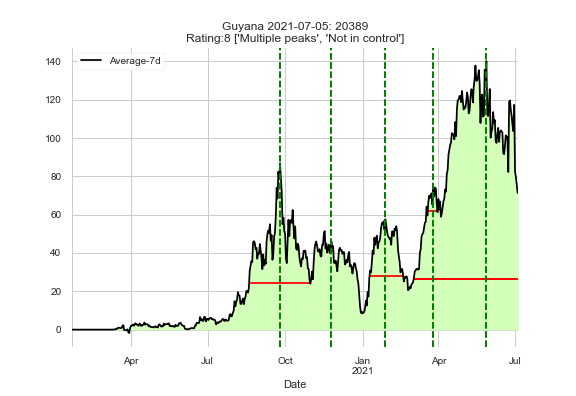 Guyana 2021-07-05: 20389
Rating:8 ['Multiple peaks', 'Not in control']
Average-7d
140
120
100
80
60
40
20
0
Apr Jul Oct Jan Apr Jul
2021
Date